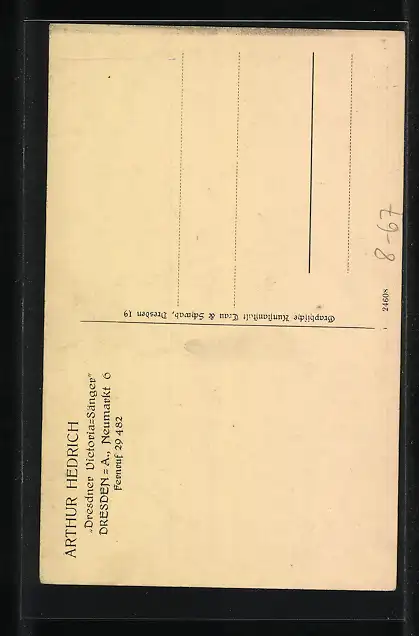 ARTHUR HEDRICH
„Dresdner Victoria=Sänger"
DRESDEN=A., Neumarkt 6
Fernruf 29 482
Graphische Kunstanstalt Trau & Schwab, Dresden 19
24608
8-67